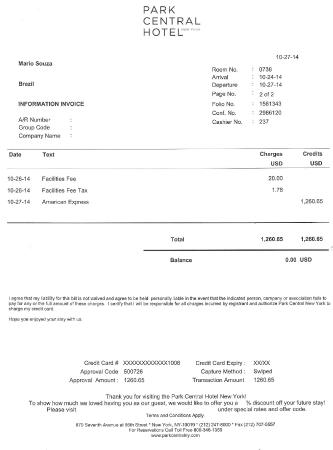 PARK
CENTRAL
HOTEL
10-27-14
Mario Souza
Room No. : 0736
Arrival : 10-24-14
Brazil
Departure : 10-27-14
Page No. : 2 of 2
INFORMATION INVOICE
Folio No. : 1581343
Conf. No. : 2986120
A/R Number :
Cashier No. : 237
Group Code :
Company Name :
Date Text Charges Credits
USD USD
10-26-14 Facilities Fee 20.00
10-26-14 Facilities Fee Tax 1.78
10-27-14 American Express 1,260.65
Total 1,260.65 1,260.65
Balance 0.00 USD
I agree that my liability for this bill is not waived and agree to be held personally liable in the event that the indicated person, company or association fails to
pay for any or the full amount of these charges. I certify that I will be responsible for all charges incurred by registrant and authorize Park Central New York to
charge my credit card.
Hope you enjoyed your stay with us.
Credit Card # XXXXXXXXXXXX1008 Credit Card Expiry : XX/XX
Approval Code : 500726 Capture Method : Swiped
Approval Amount : 1260.65 Transaction Amount 1260.65
Thank you for visiting the Park Central Hotel New York!
To show how much we loved having you as our guest, we would like to offer you % discount off your future stay!
Please visit under special rates and offer code.
Terms and Conditions Apply.
870 Seventh Avenue at 56th Street * New York, NY-10019 * (212) 247-8000 * Fax (212) 707-5557
For Reservations Call Toll Free 800-346-1359
www.parkcentralny.com